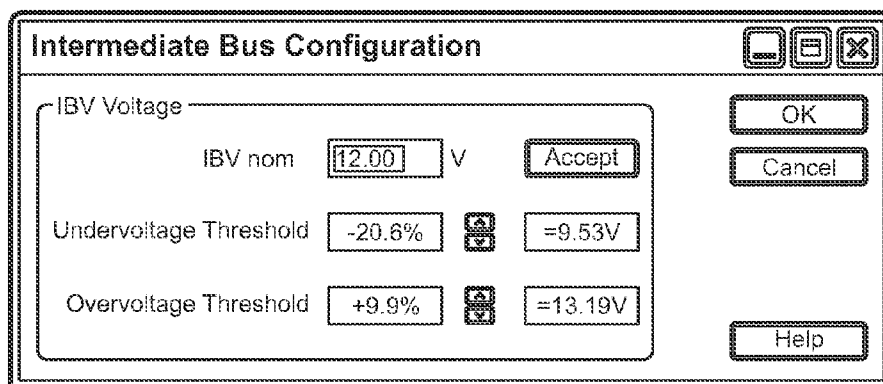 Intermediate Bus Configuration
IBV Voltage
OK
IBV nom 12.00 V Accept
Cancel
Undervoltage Threshold -20.6% =9.53V
Overvoltage Threshold +9.9% =13.19V
Help